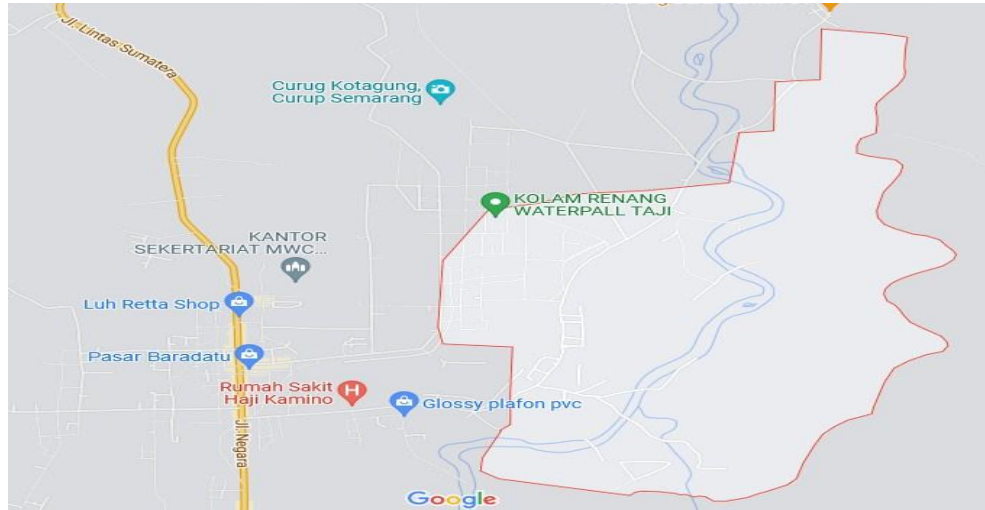 Jl. Lintas Sumatera
Curug Kotagung,
Curup Semarang
KOLAM RENANG
WATERPALL TAJI
KANTOR
SEKERTARIAT MWC...
Luh Retta Shop
Pasar Baradatu
Rumah Sakit
Haji Kamino
H
Glossy plafon pvc
Jl. Negara
Google